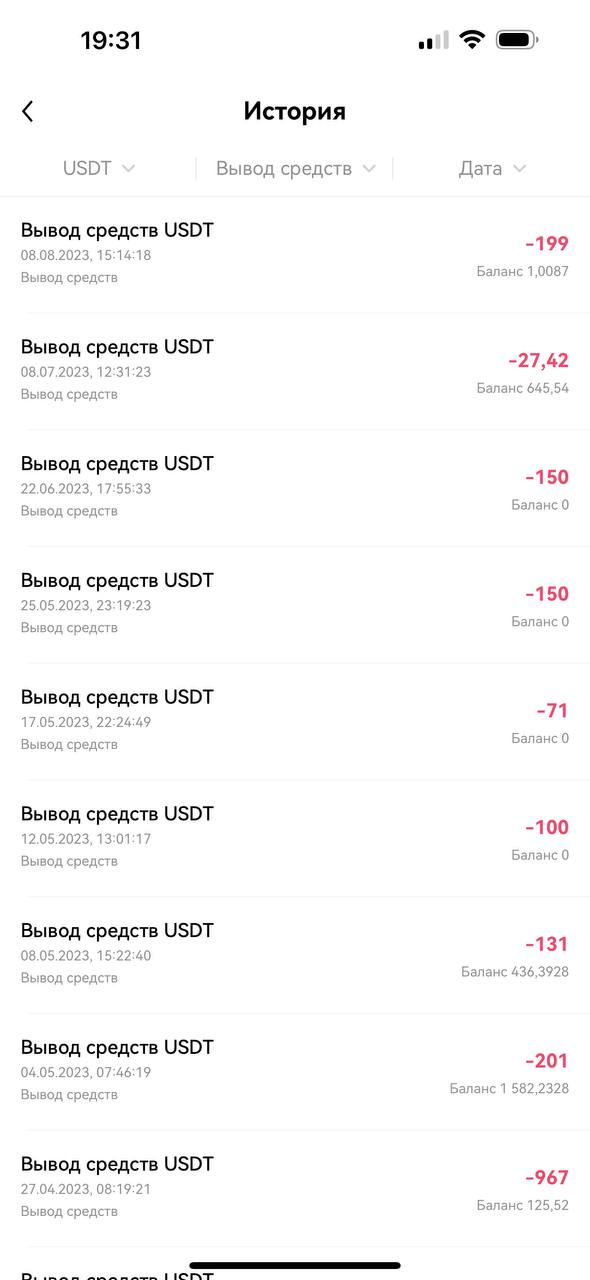 19:31
История
USDT
Вывод средств
Дата
Вывод средств USDT
08.08.2023, 15:14:18
Вывод средств
-199
Баланс 1,0087
Вывод средств USDT
08.07.2023, 12:31:23
Вывод средств
-27,42
Баланс 645,54
Вывод средств USDT
22.06.2023, 17:55:33
Вывод средств
-150
Баланс 0
Вывод средств USDT
25.05.2023, 23:19:23
Вывод средств
-150
Баланс 0
Вывод средств USDT
17.05.2023, 22:24:49
Вывод средств
-71
Баланс 0
Вывод средств USDT
12.05.2023, 13:01:17
Вывод средств
-100
Баланс 0
Вывод средств USDT
08.05.2023, 15:22:40
Вывод средств
-131
Баланс 436,3928
Вывод средств USDT
04.05.2023, 07:46:19
Вывод средств
-201
Баланс 1 582,2328
Вывод средств USDT
27.04.2023, 08:19:21
Вывод средств
-967
Баланс 125,52
Вывод средств USDT